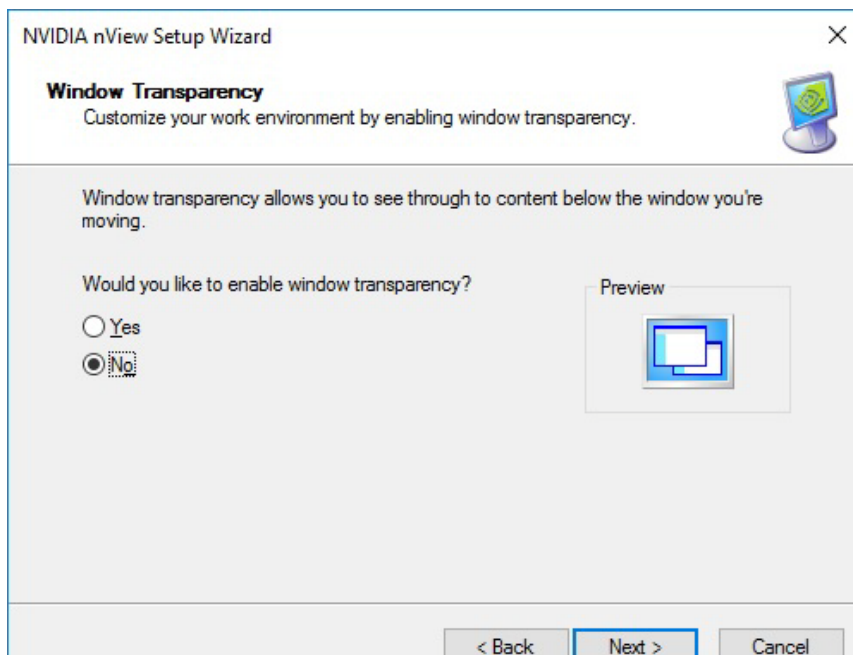 NVIDIA nView Setup Wizard
Window Transparency
Customize your work environment by enabling window transparency.
Window transparency allows you to see through to content below the window you're
moving.
Would you like to enable window transparency?
Preview
Yes
No
< Back
Next >
Cancel